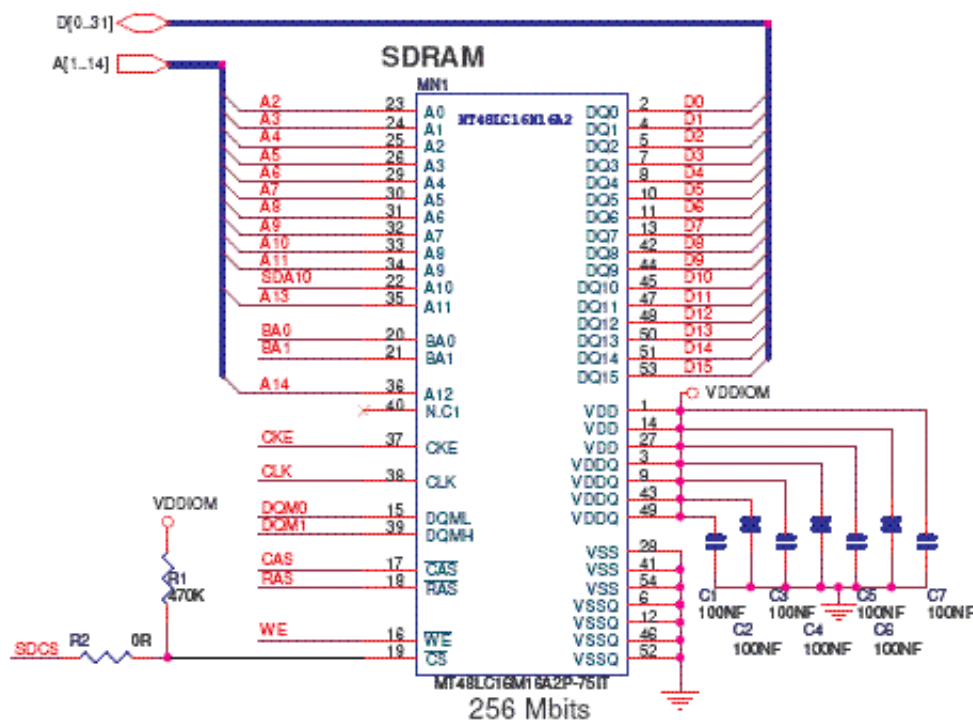 D[0..31]
A[1..14]
SDRAM
MN1
MT48LC16M16A2
A2 23 A0 DQ0 2 D0
A3 24 A1 DQ1 4 D1
A4 25 A2 DQ2 5 D2
A5 26 A3 DQ3 7 D3
A6 29 A4 DQ4 8 D4
A7 30 A5 DQ5 10 D5
A8 31 A6 DQ6 11 D6
A9 32 A7 DQ7 13 D7
A10 33 A8 DQ8 42 D8
A11 34 A9 DQ9 44 D9
SDA10 22 A10 DQ10 45 D10
A13 35 A11 DQ11 47 D11
DQ12 48 D12
BA0 20 BA0 DQ13 50 D13
BA1 21 BA1 DQ14 51 D14
DQ15 53 D15
A14 36 A12 VDDIOM
40 N.C1 VDD 1
VDD 14
CKE 37 CKE VDD 27
VDDQ 3
CLK 38 CLK VDDQ 9
VDDIOM VDDQ 43
DQM0 15 DQML VDDQ 49
DQM1 39 DQMH
VSS 28
CAS 17 CAS VSS 41
RAS 18 RAS VSS 54
R1 VSSQ 6
470K VSSQ 12
WE 16 WE VSSQ 46
SDCS R2 0R 19 CS VSSQ 52
C1 C3 C5 C7
100NF 100NF 100NF 100NF
C2 C4 C6
100NF 100NF 100NF
MT48LC16M16A2P-75IT
256 Mbits